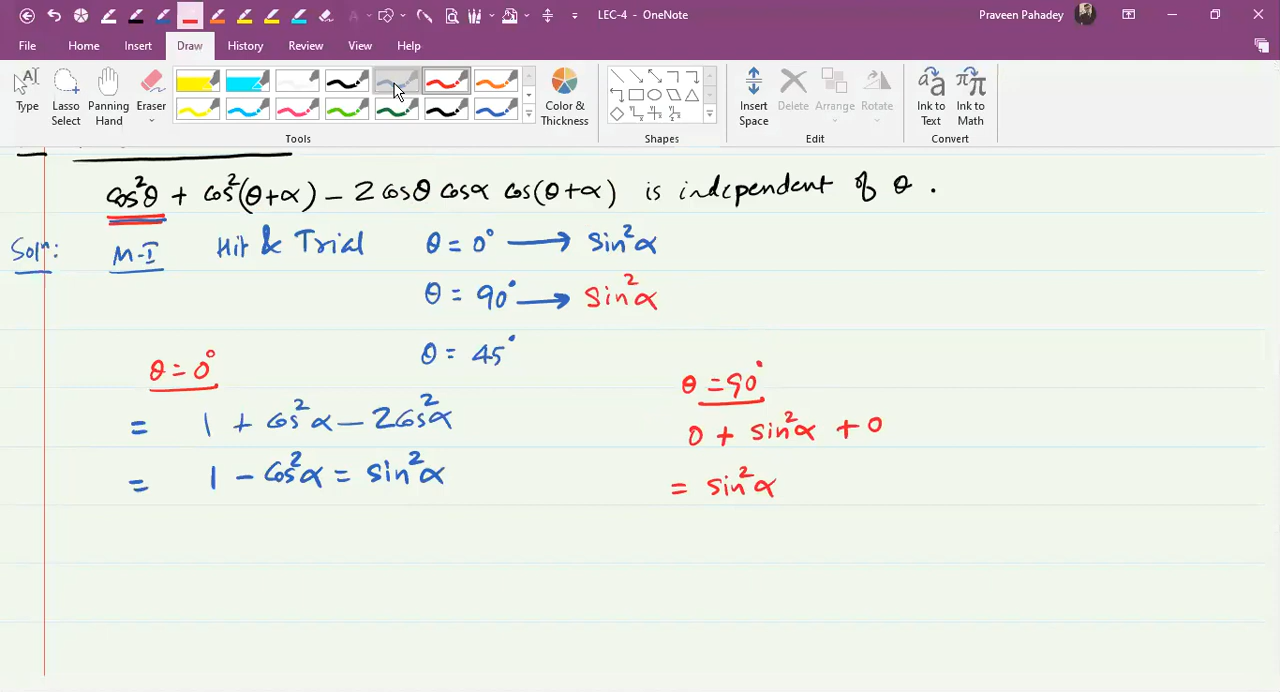 LEC-4 - OneNote
Praveen Pahadey
File Home Insert Draw History Review View Help
Type
Lasso Select
Panning Hand
Eraser
Color & Thickness
Insert Space
Delete
Arrange
Rotate
Ink to Text
Ink to Math
Tools
Shapes
Edit
Convert
cos²θ + cos²(θ+α) – 2 cosθ cosα cos(θ+α) is independent of θ .
Solⁿ: M-I Hit & Trial θ = 0° → sin²α
θ = 90° → sin²α
θ = 45°
θ = 0°
= 1 + cos²α – 2cos²α
= 1 – cos²α = sin²α
θ = 90°
0 + sin²α + 0
= sin²α